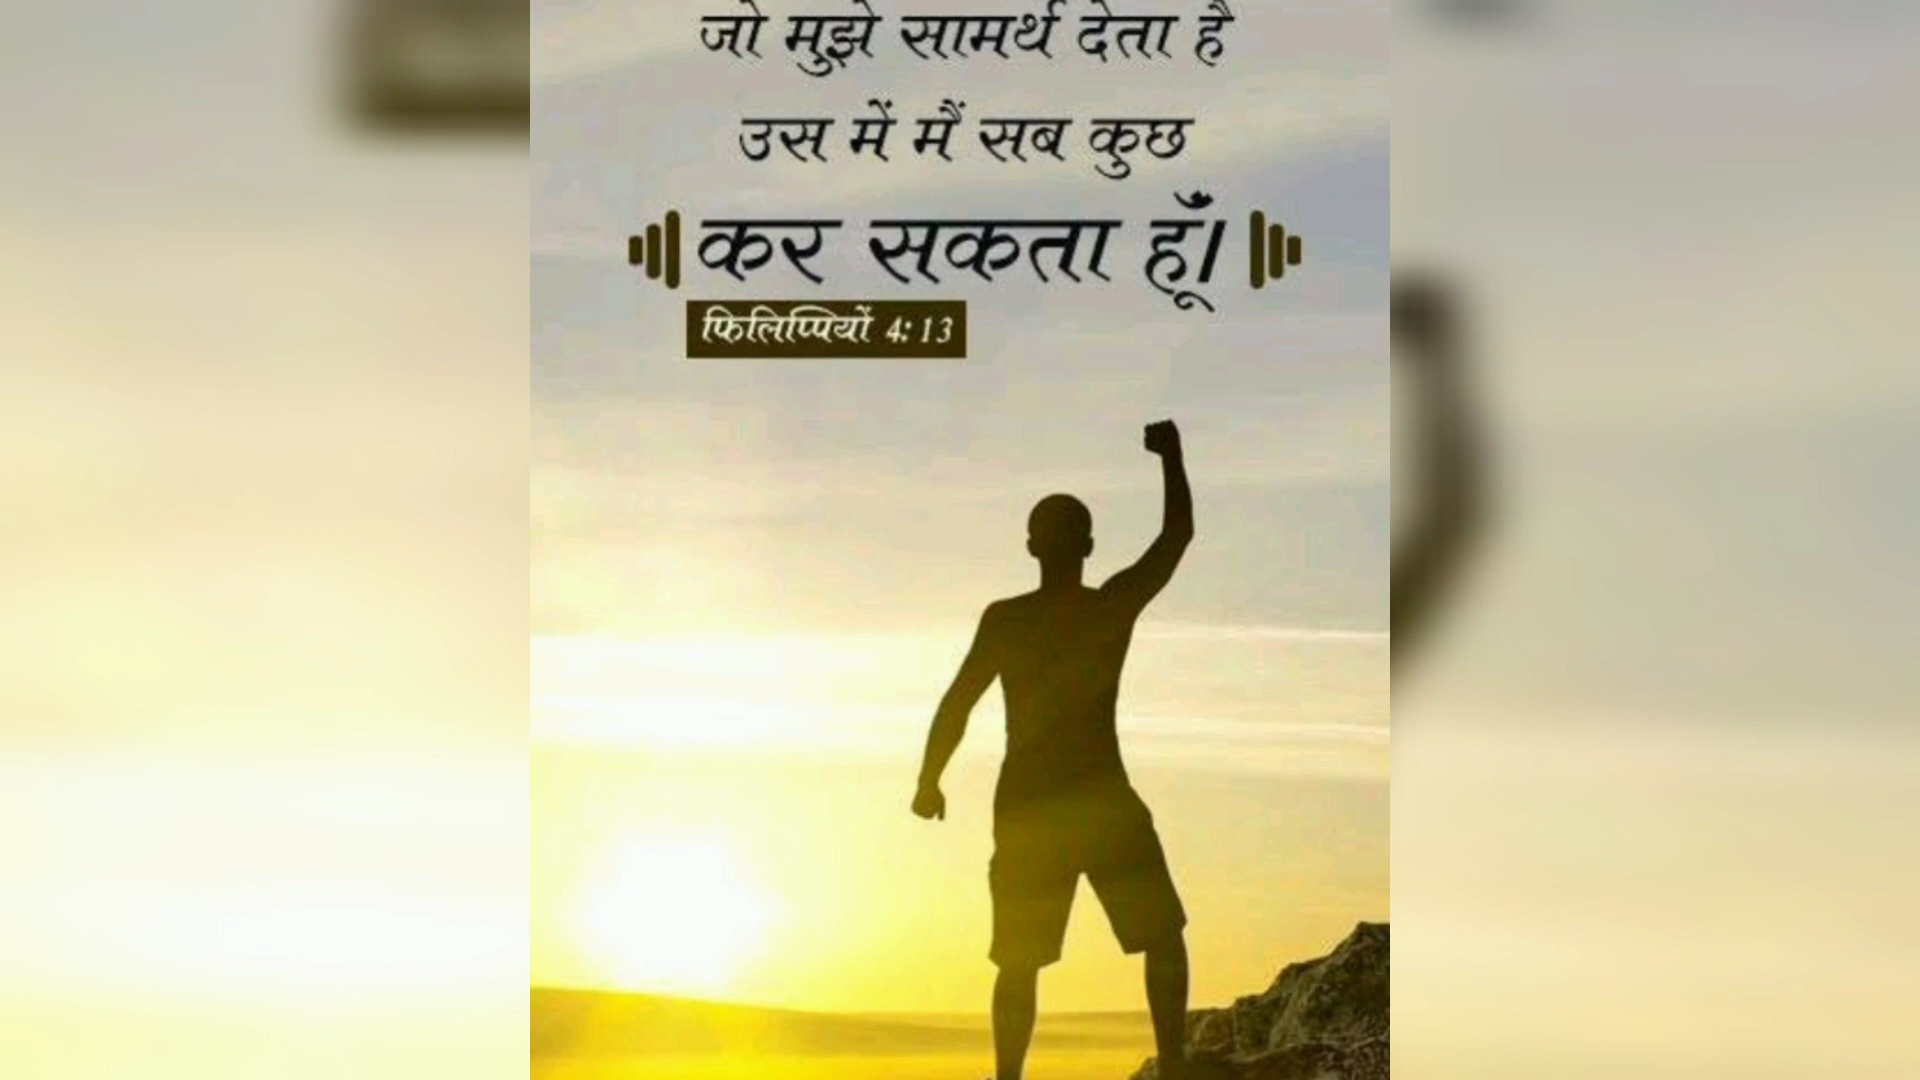 जो मुझे सामर्थ देता है
उस में मैं सब कुछ
कर सकता हूँ।
फिलिप्पियों 4:13